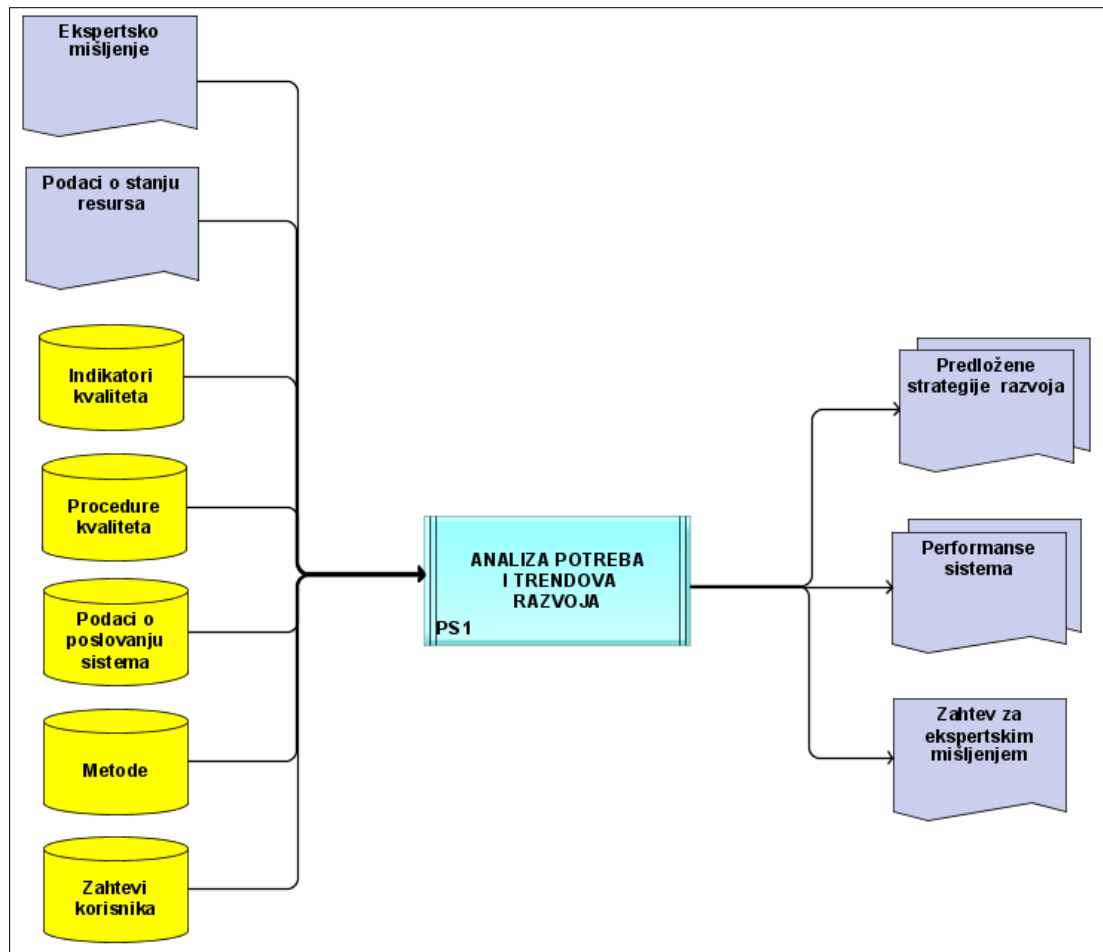 Ekspertsko
mišljenje
Podaci o stanju
resursa
Indikatori
kvaliteta
Procedure
kvaliteta
Podaci o
poslovanju
sistema
Metode
Zahtevi
korisnika
ANALIZA POTREBA
I TRENDOVA
RAZVOJA
PS1
Predložene
strategije razvoja
Performanse
sistema
Zahtev za
ekspertskim
mišljenjem